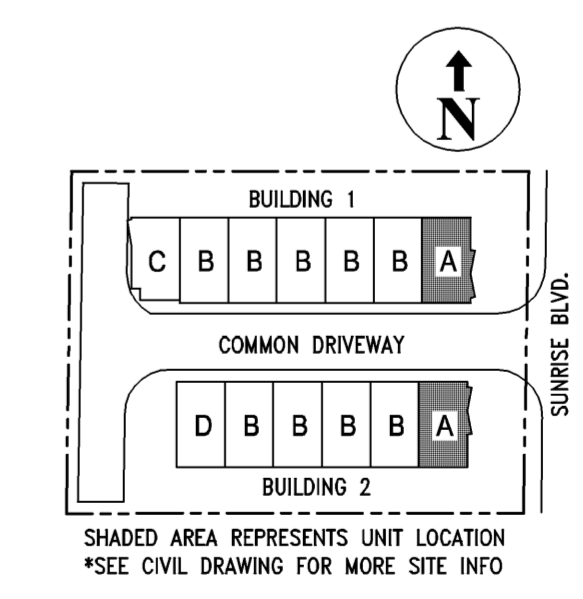 N
BUILDING 1
C B B B B B A
COMMON DRIVEWAY
SUNRISE BLVD.
D B B B B A
BUILDING 2
SHADED AREA REPRESENTS UNIT LOCATION
*SEE CIVIL DRAWING FOR MORE SITE INFO